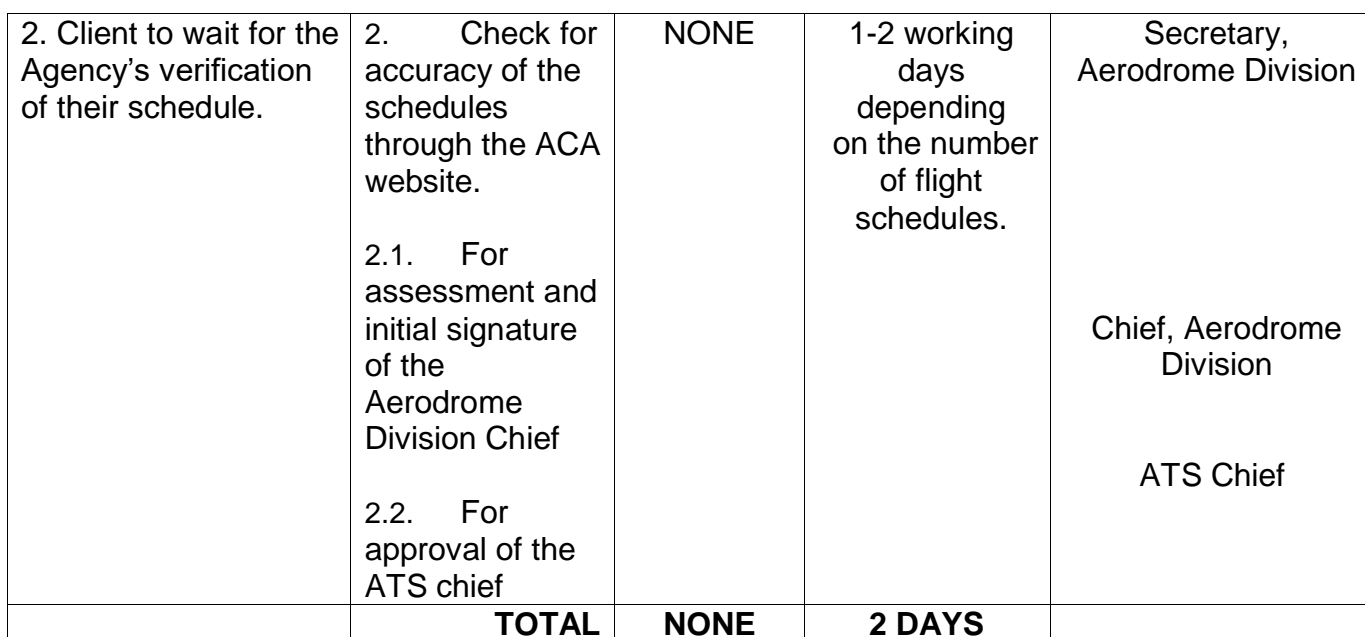 2. Client to wait for the
Agency’s verification
of their schedule.
2. Check for
accuracy of the
schedules
through the ACA
website.
2.1. For
assessment and
initial signature
of the
Aerodrome
Division Chief
2.2. For
approval of the
ATS chief
NONE
1-2 working
days
depending
on the number
of flight
schedules.
Secretary,
Aerodrome Division
Chief, Aerodrome
Division
ATS Chief
TOTAL
NONE
2 DAYS